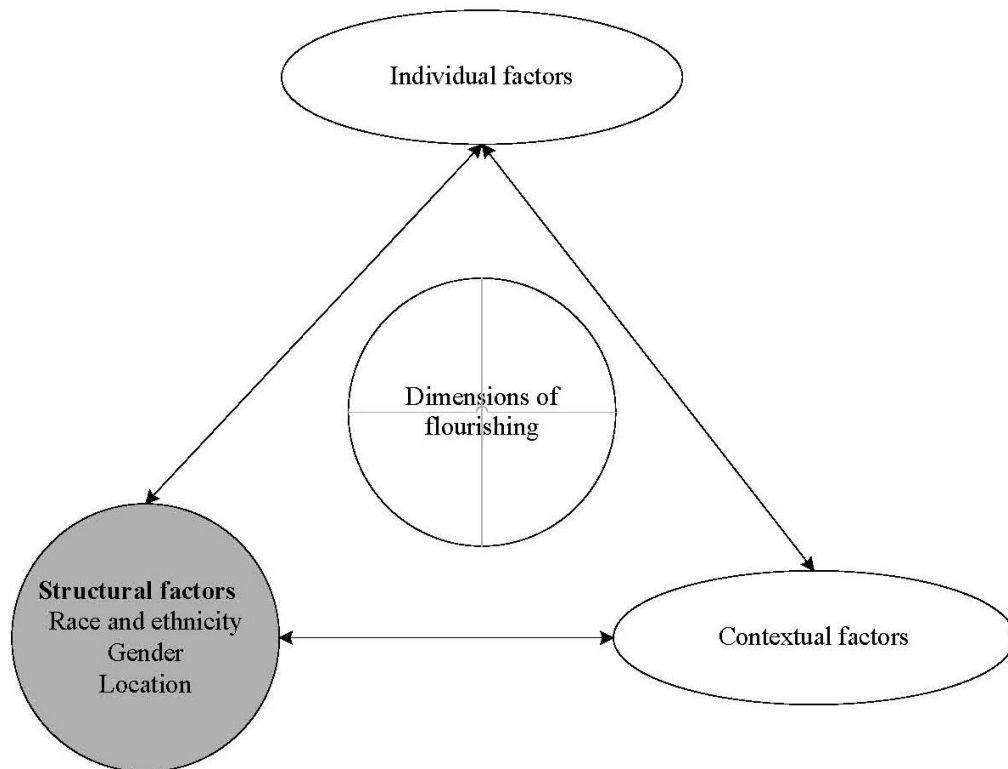 Individual factors
Dimensions of
flourishing
Structural factors
Race and ethnicity
Gender
Location
Contextual factors